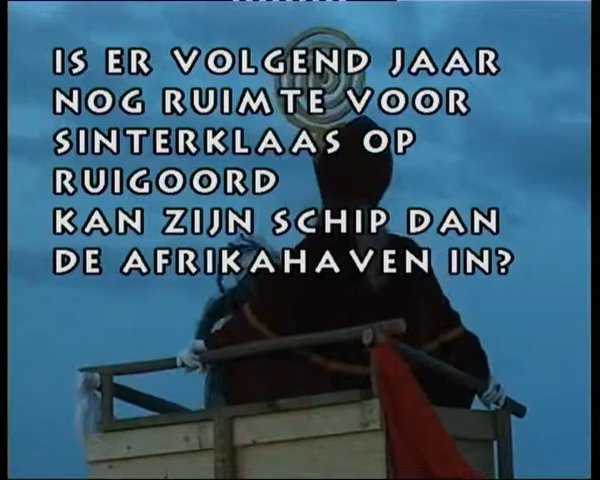 IS ER VOLGEND JAAR
NOG RUIMTE VOOR
SINTERKLAAS OP
RUIGOORD
KAN ZIJN SCHIP DAN
DE AFRIKAHAVEN IN?